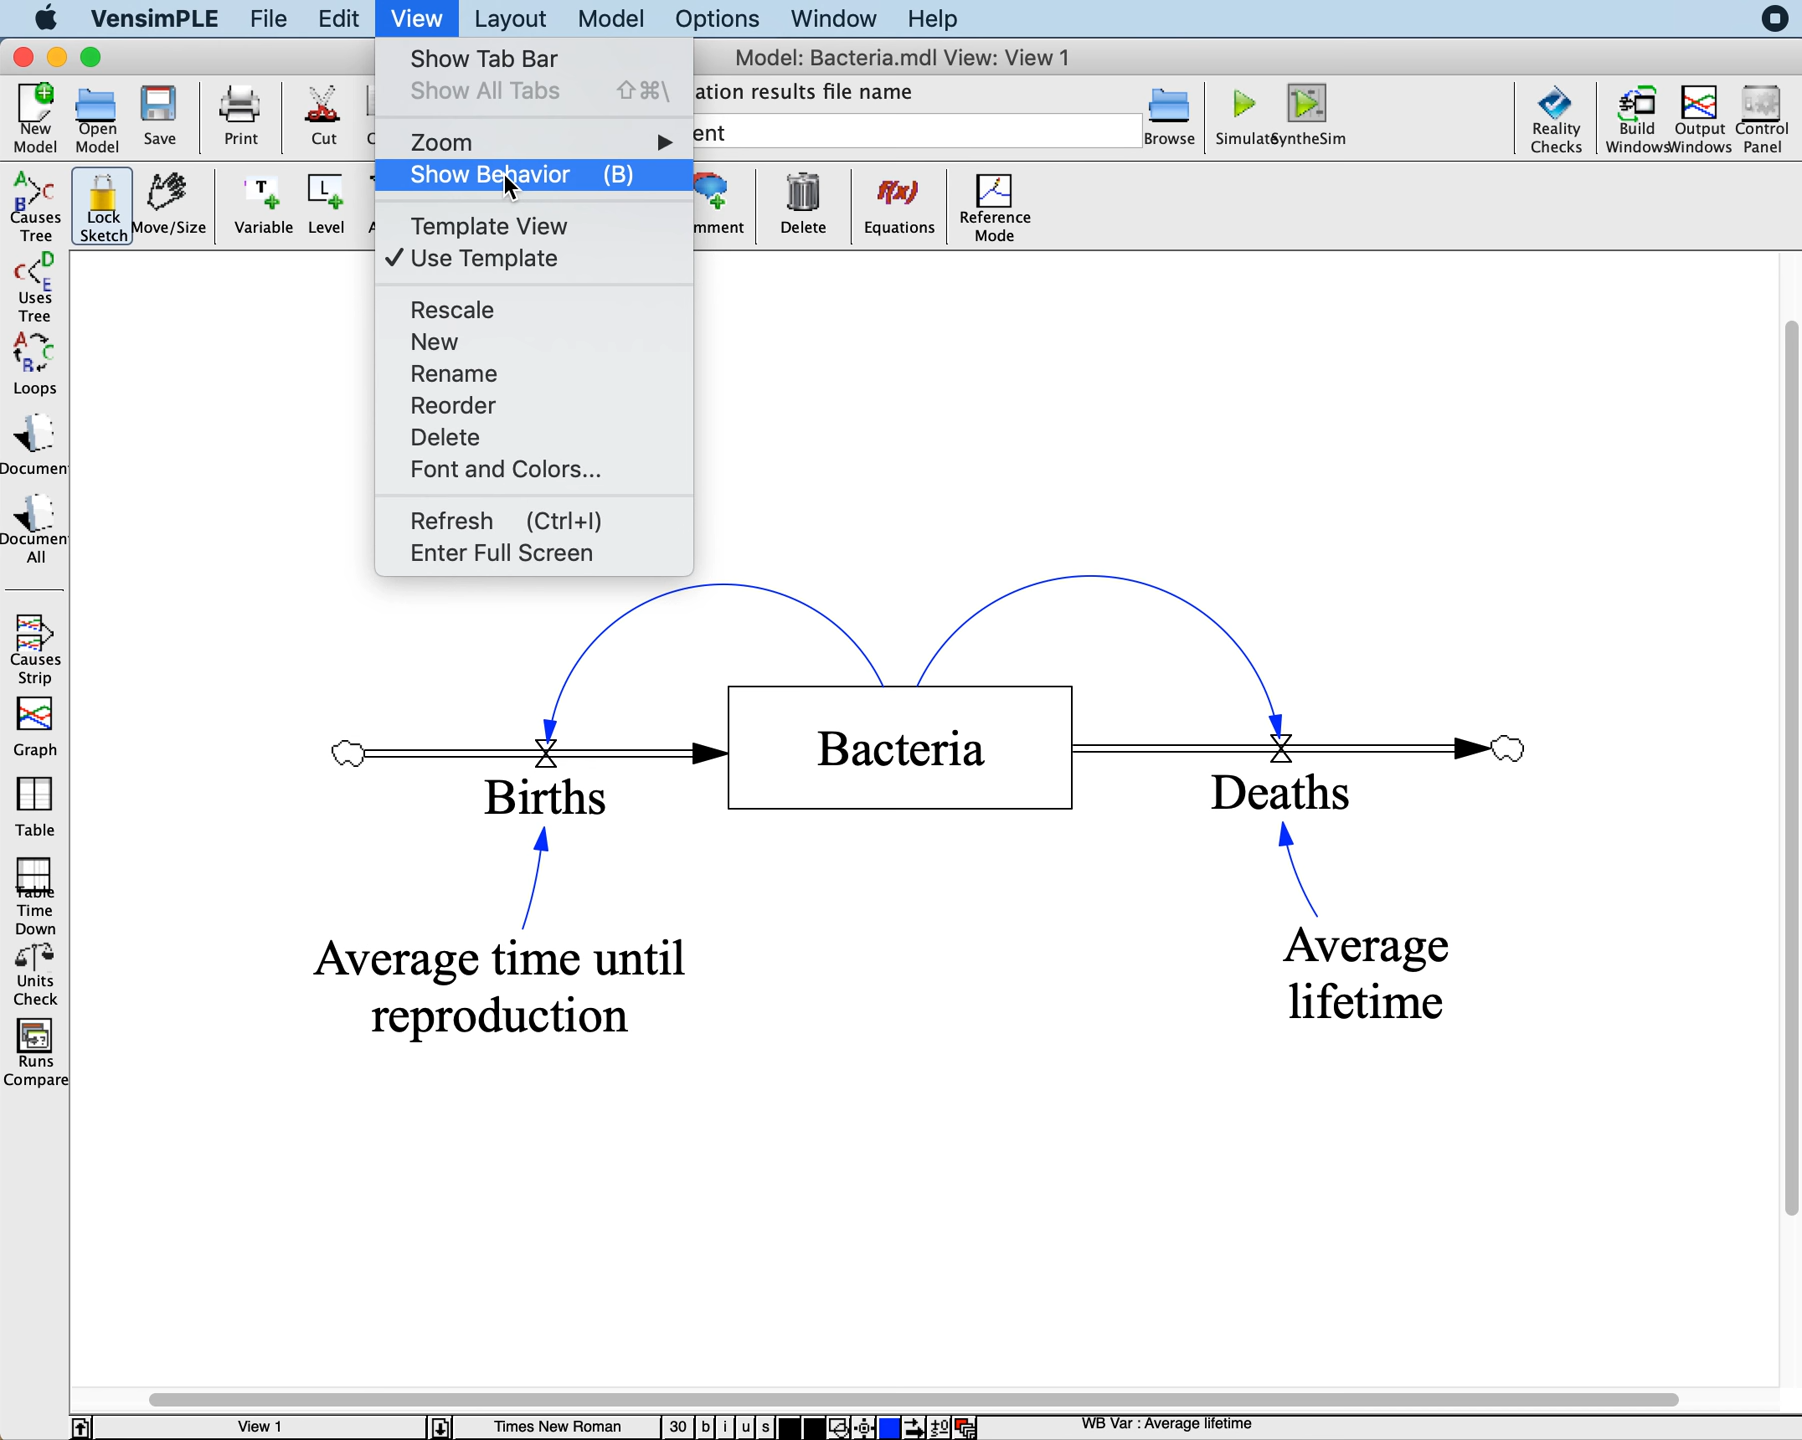 VensimPLE File Edit View Layout Model Options Window Help
Model: Bacteria.mdl View: View 1
New Model
Open Model
Save
Print
Cut
ation results file name
ent
Browse
Simulate
SyntheSim
Reality Checks
Build Windows
Output Windows
Control Panel
Show Tab Bar
Show All Tabs ⇧⌘\
Zoom
Show Behavior (B)
Template View
✓ Use Template
Rescale
New
Rename
Reorder
Delete
Font and Colors...
Refresh (Ctrl+I)
Enter Full Screen
Lock Sketch
Move/Size
Variable
Level
mment
Delete
Equations
Reference Mode
Causes Tree
Uses Tree
Loops
Documen
Documen
All
Causes Strip
Graph
Table
Table Time Down
Units Check
Runs Compare
Births
Bacteria
Deaths
Average time until
reproduction
Average
lifetime
View 1 Times New Roman 30 b i u s WB Var : Average lifetime